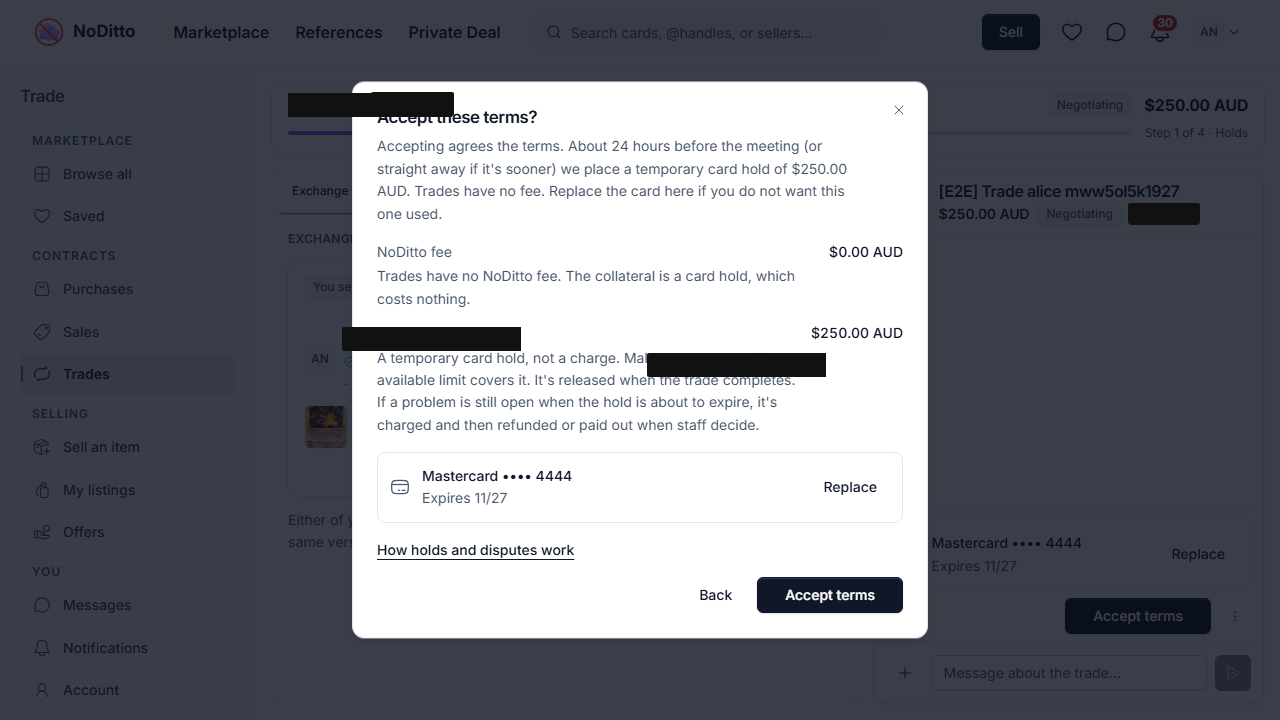 NoDitto
Marketplace
References
Private Deal
Search cards, @handles, or sellers...
Sell
30
AN
Trade
MARKETPLACE
Browse all
Saved
CONTRACTS
Purchases
Sales
Trades
SELLING
Sell an item
My listings
Offers
YOU
Messages
Notifications
Account
Negotiating
$250.00 AUD
Step 1 of 4 · Holds
Exchange
AN
[E2E] Trade alice mww5ol5k1927
$250.00 AUD
Negotiating
Accept these terms?
Accepting agrees the terms. About 24 hours before the meeting (or
straight away if it's sooner) we place a temporary card hold of $250.00
AUD. Trades have no fee. Replace the card here if you do not want this
one used.
NoDitto fee
$0.00 AUD
Trades have no NoDitto fee. The collateral is a card hold, which
costs nothing.
$250.00 AUD
A temporary card hold, not a charge.
available limit covers it. It's released when the trade completes.
If a problem is still open when the hold is about to expire, it's
charged and then refunded or paid out when staff decide.
Mastercard •••• 4444
Expires 11/27
Replace
How holds and disputes work
Back
Accept terms
You
Either of
same
Mastercard •••• 4444
Expires 11/27
Replace
Accept terms
Message about the trade...